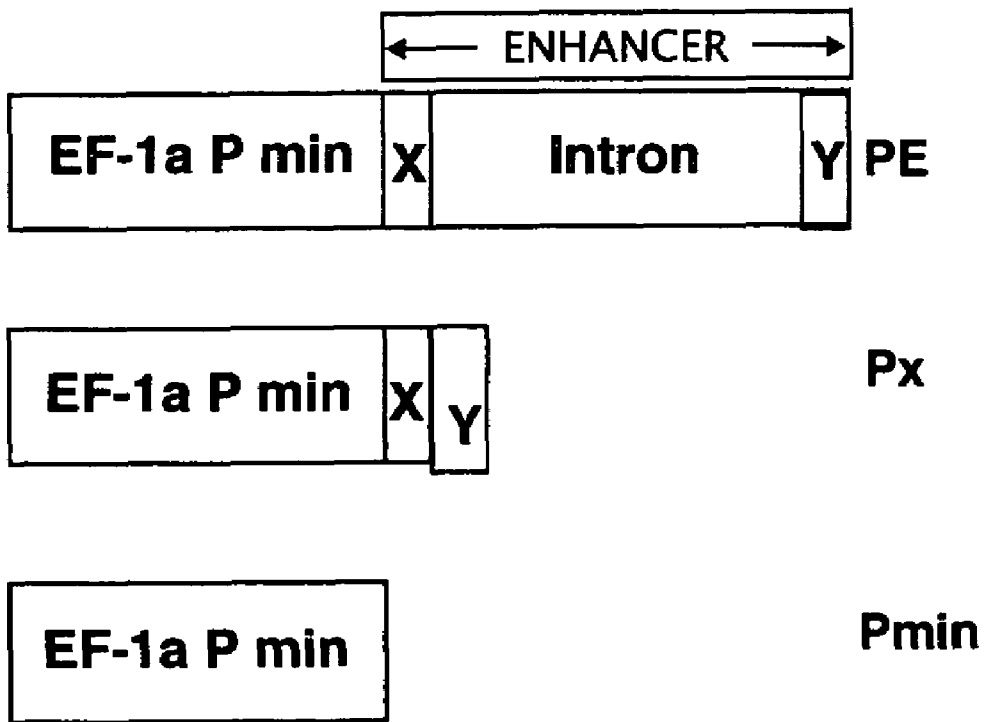 ENHANCER
EF-1a P min X Intron Y PE
EF-1a P min X Y Px
EF-1a P min Pmin